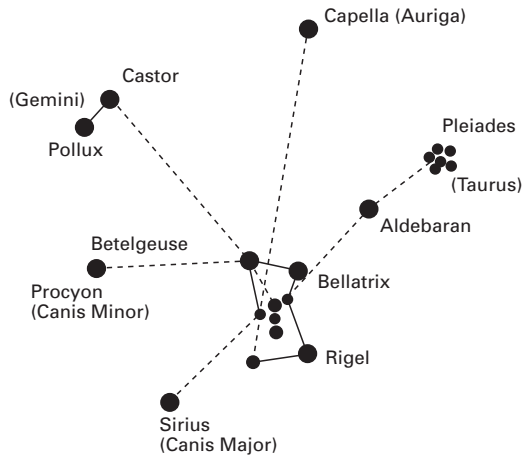 Capella (Auriga)
Castor
(Gemini)
Pollux
Pleiades
(Taurus)
Aldebaran
Betelgeuse
Bellatrix
Procyon
(Canis Minor)
Rigel
Sirius
(Canis Major)